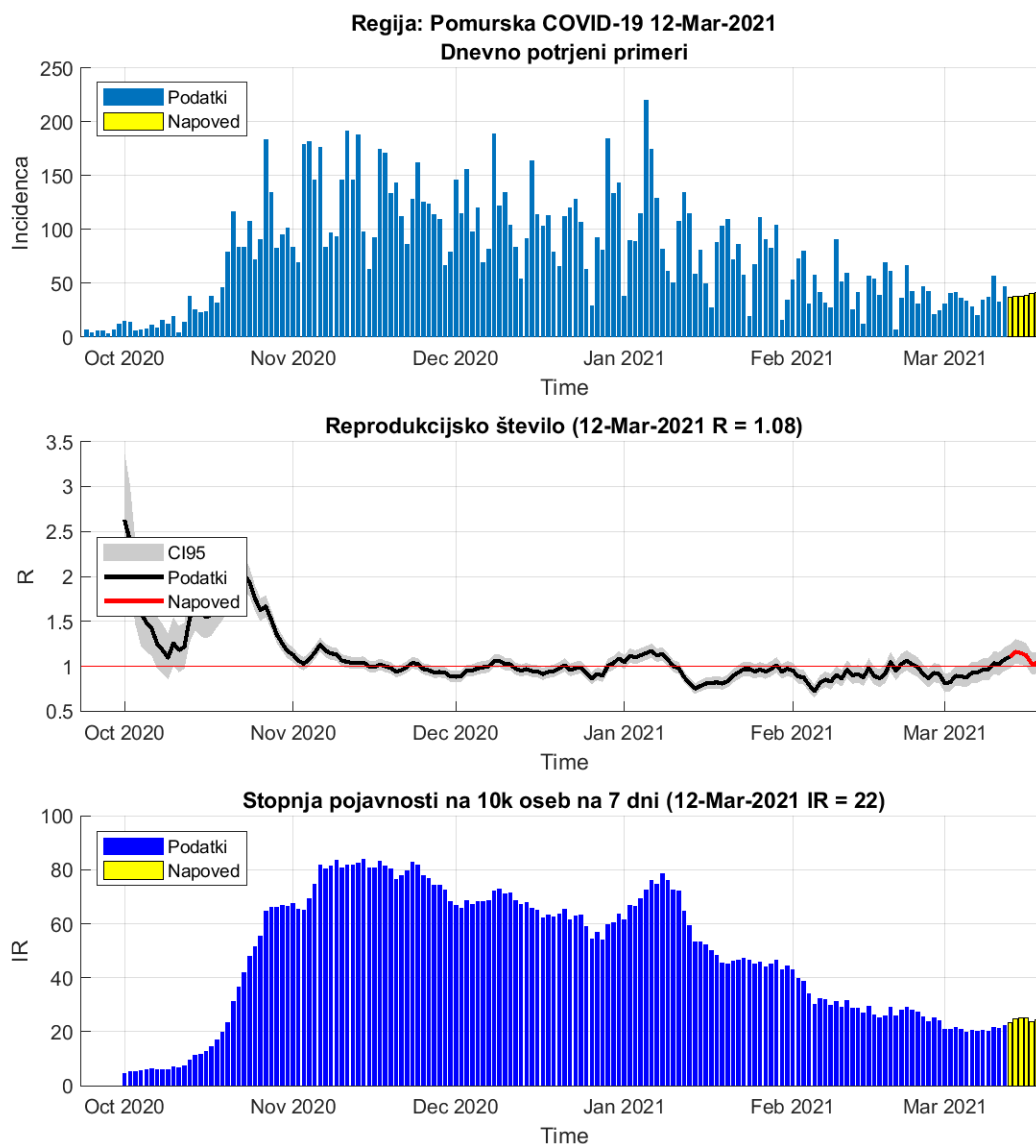 Regija: Pomurska COVID-19 12-Mar-2021
Dnevno potrjeni primeri
250
200
150
100
50
0
Incidenca
Podatki
Napoved
Oct 2020 Nov 2020 Dec 2020 Jan 2021 Feb 2021 Mar 2021
Time
Reprodukcijsko število (12-Mar-2021 R = 1.08)
3.5
3
2.5
2
1.5
1
0.5
R
CI95
Podatki
Napoved
Oct 2020 Nov 2020 Dec 2020 Jan 2021 Feb 2021 Mar 2021
Time
Stopnja pojavnosti na 10k oseb na 7 dni (12-Mar-2021 IR = 22)
100
80
60
40
20
0
IR
Podatki
Napoved
Oct 2020 Nov 2020 Dec 2020 Jan 2021 Feb 2021 Mar 2021
Time